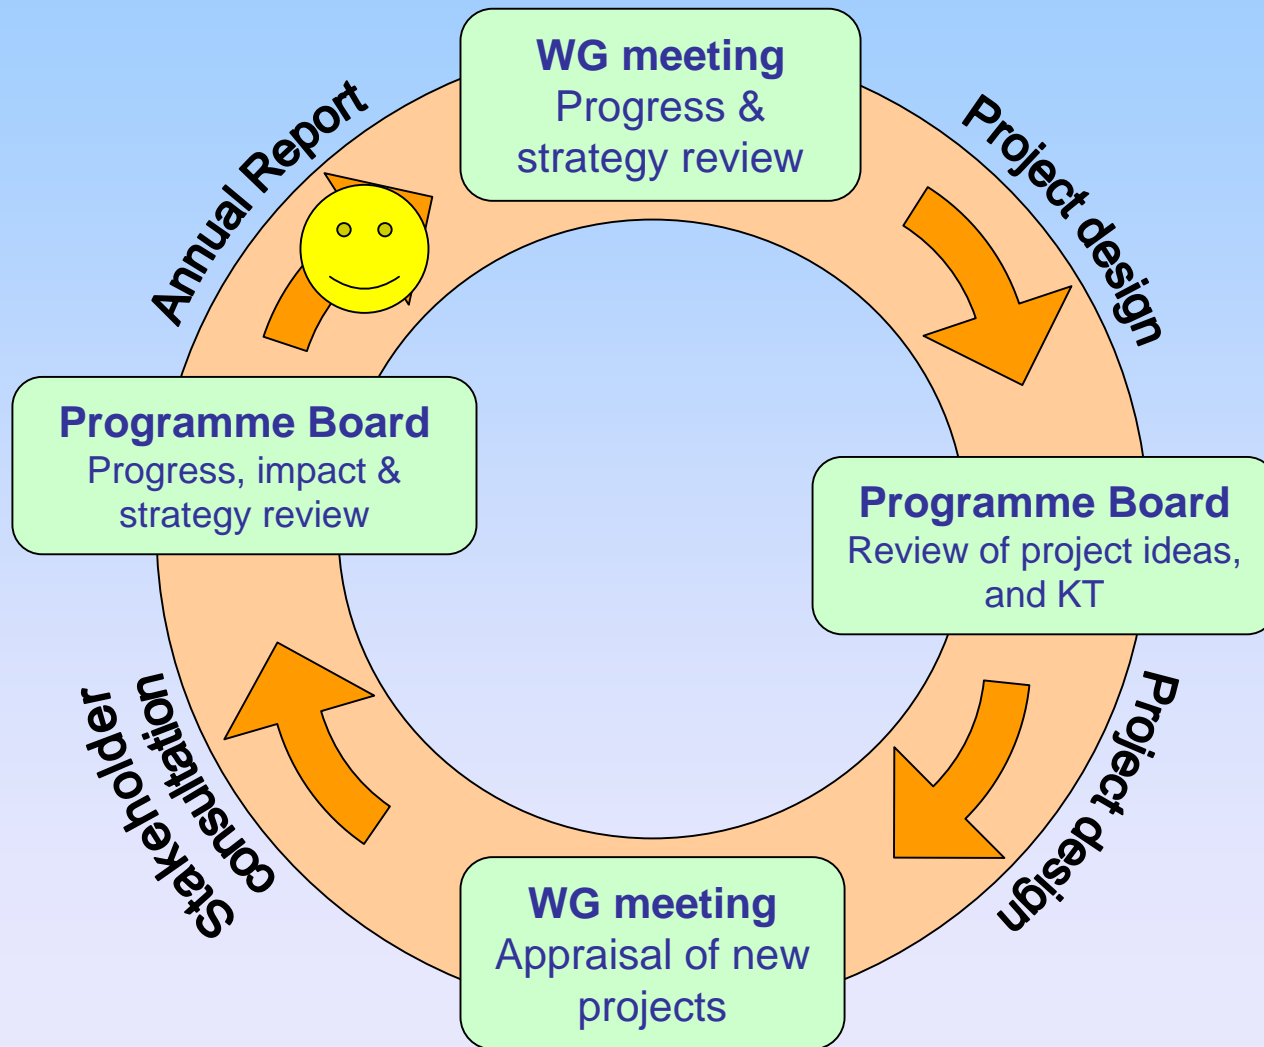 WG meeting
Progress &
strategy review
Project design
Programme Board
Review of project ideas,
and KT
Project design
WG meeting
Appraisal of new
projects
Stakeholder
consultation
Programme Board
Progress, impact &
strategy review
Annual Report